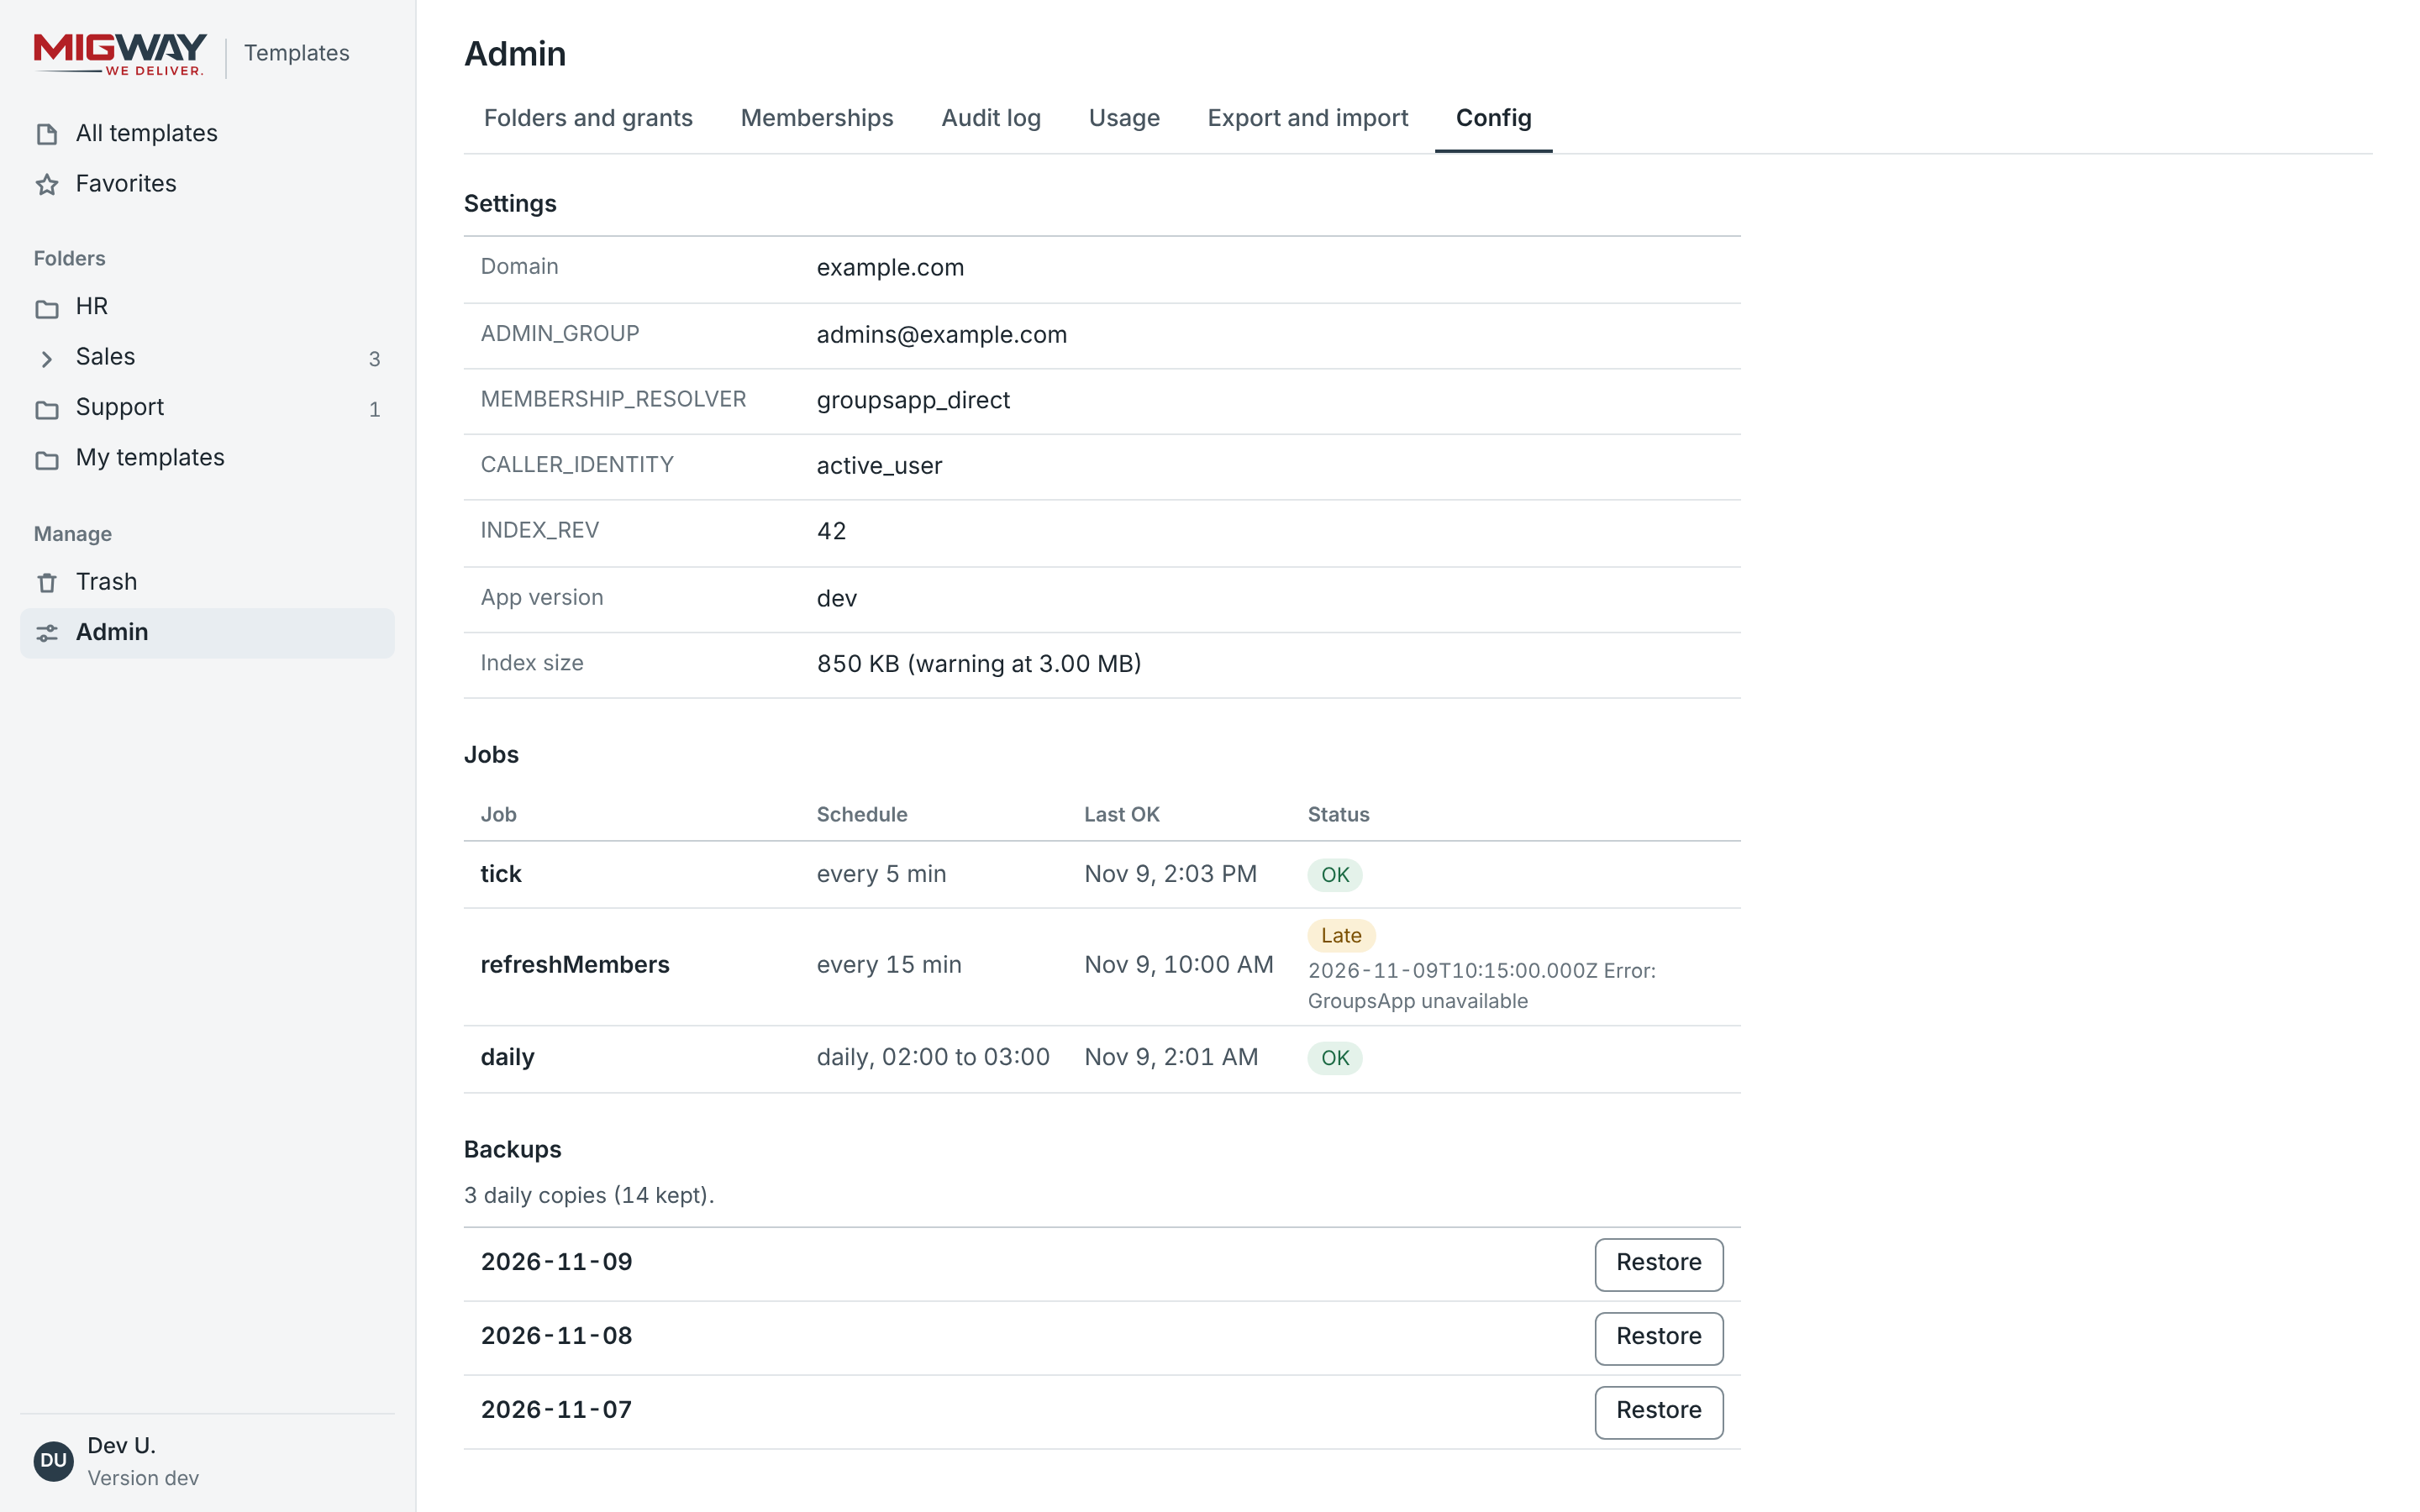 MIGWAY
WE DELIVER.
Templates
All templates
Favorites
Folders
HR
Sales 3
Support 1
My templates
Manage
Trash
Admin
DU
Dev U.
Version dev
Admin
Folders and grants Memberships Audit log Usage Export and import Config
Settings
Domain example.com
ADMIN_GROUP admins@example.com
MEMBERSHIP_RESOLVER groupsapp_direct
CALLER_IDENTITY active_user
INDEX_REV 42
App version dev
Index size 850 KB (warning at 3.00 MB)
Jobs
Job Schedule Last OK Status
tick every 5 min Nov 9, 2:03 PM OK
refreshMembers every 15 min Nov 9, 10:00 AM Late
2026-11-09T10:15:00.000Z Error:
GroupsApp unavailable
daily daily, 02:00 to 03:00 Nov 9, 2:01 AM OK
Backups
3 daily copies (14 kept).
2026-11-09 Restore
2026-11-08 Restore
2026-11-07 Restore